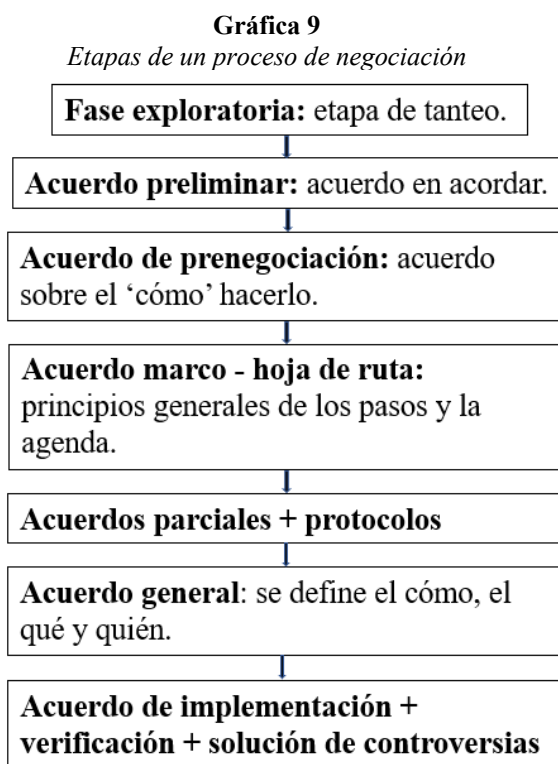 Gráfica 9
Etapas de un proceso de negociación
Fase exploratoria: etapa de tanteo.
Acuerdo preliminar: acuerdo en acordar.
Acuerdo de prenegociación: acuerdo
sobre el ‘cómo’ hacerlo.
Acuerdo marco - hoja de ruta:
principios generales de los pasos y la
agenda.
Acuerdos parciales + protocolos
Acuerdo general: se define el cómo, el
qué y quién.
Acuerdo de implementación +
verificación + solución de controversias